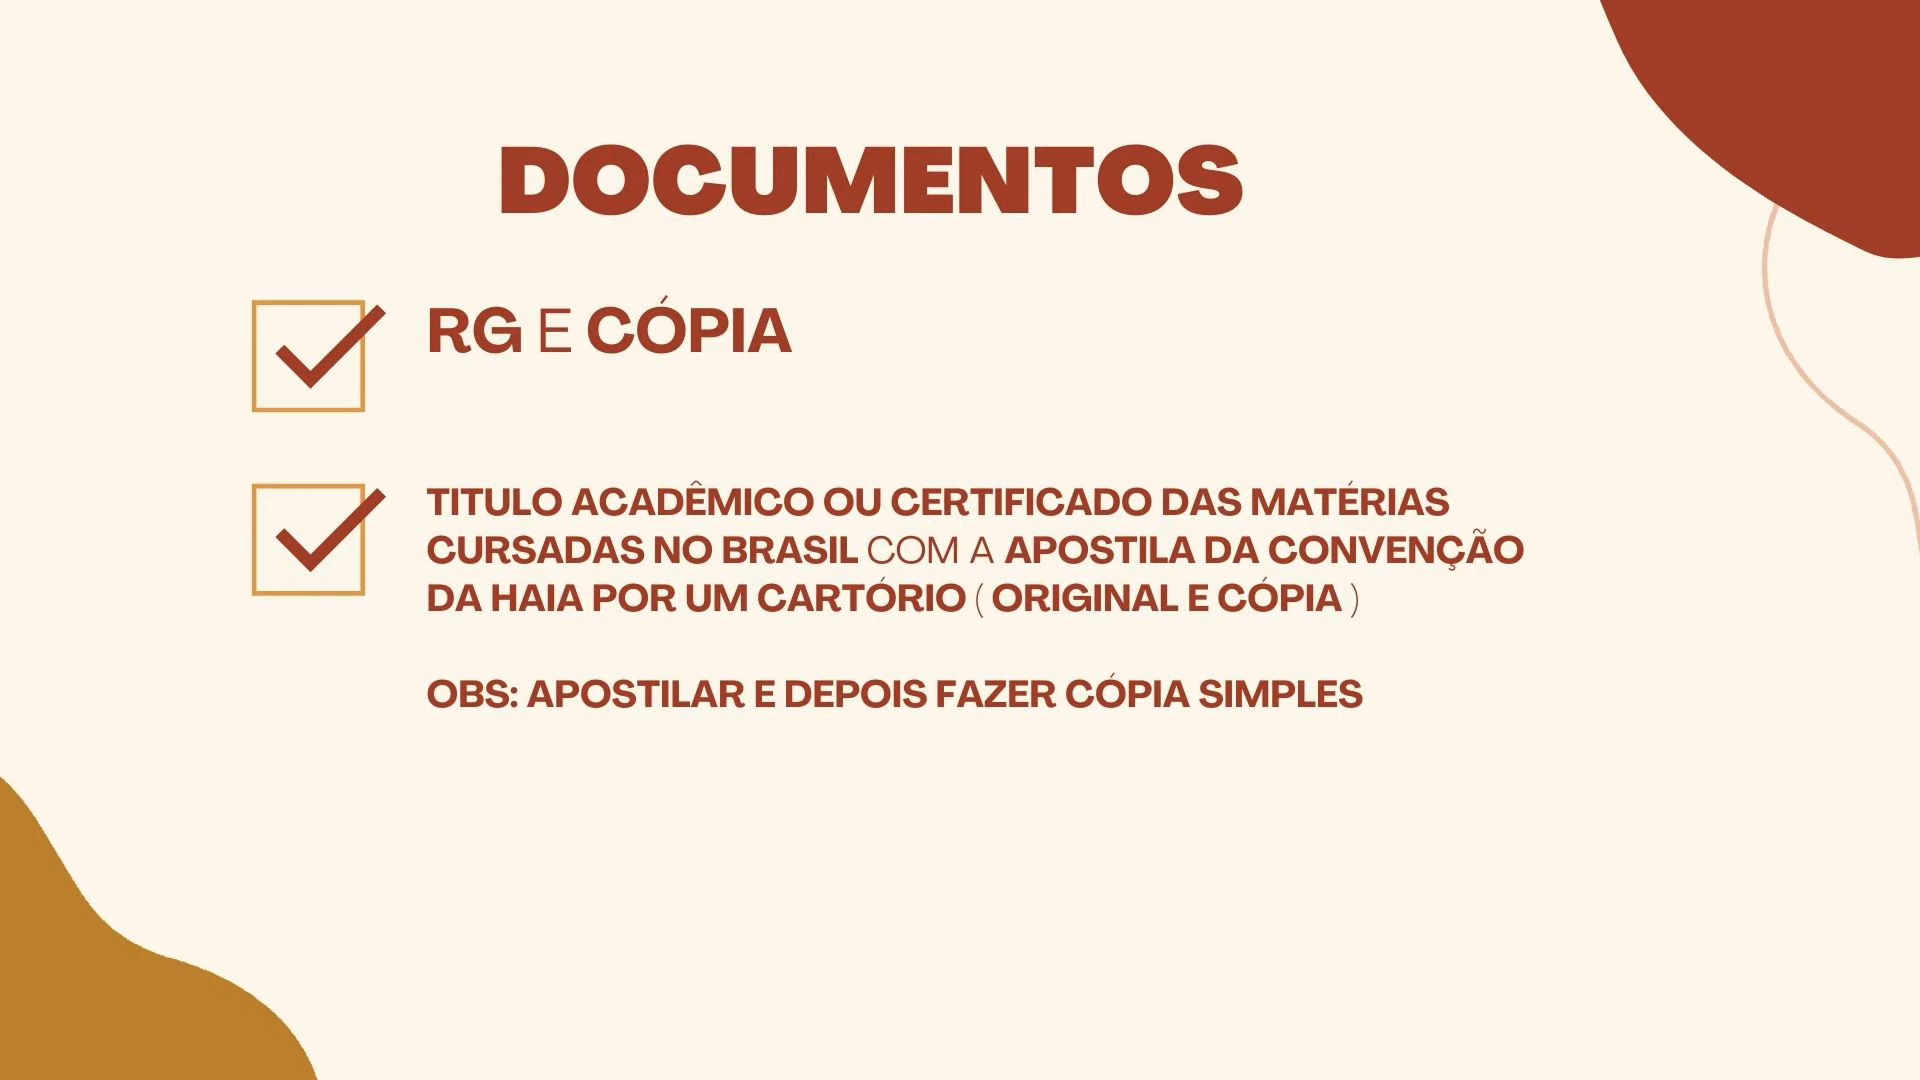 DOCUMENTOS
RG E CÓPIA
TITULO ACADÊMICO OU CERTIFICADO DAS MATÉRIAS
CURSADAS NO BRASIL COM A APOSTILA DA CONVENÇÃO
DA HAIA POR UM CARTÓRIO ( ORIGINAL E CÓPIA )
OBS: APOSTILAR E DEPOIS FAZER CÓPIA SIMPLES